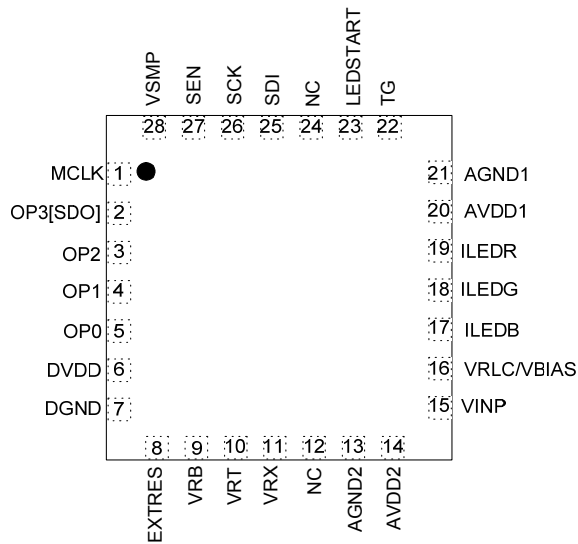 VSMP SEN SCK SDI NC LEDSTART TG
28 27 26 25 24 23 22
MCLK 1 21 AGND1
OP3[SDO] 2 20 AVDD1
OP2 3 19 ILEDR
OP1 4 18 ILEDG
OP0 5 17 ILEDB
DVDD 6 16 VRLC/VBIAS
DGND 7 15 VINP
8 9 10 11 12 13 14
EXTRES VRB VRT VRX NC AGND2 AVDD2